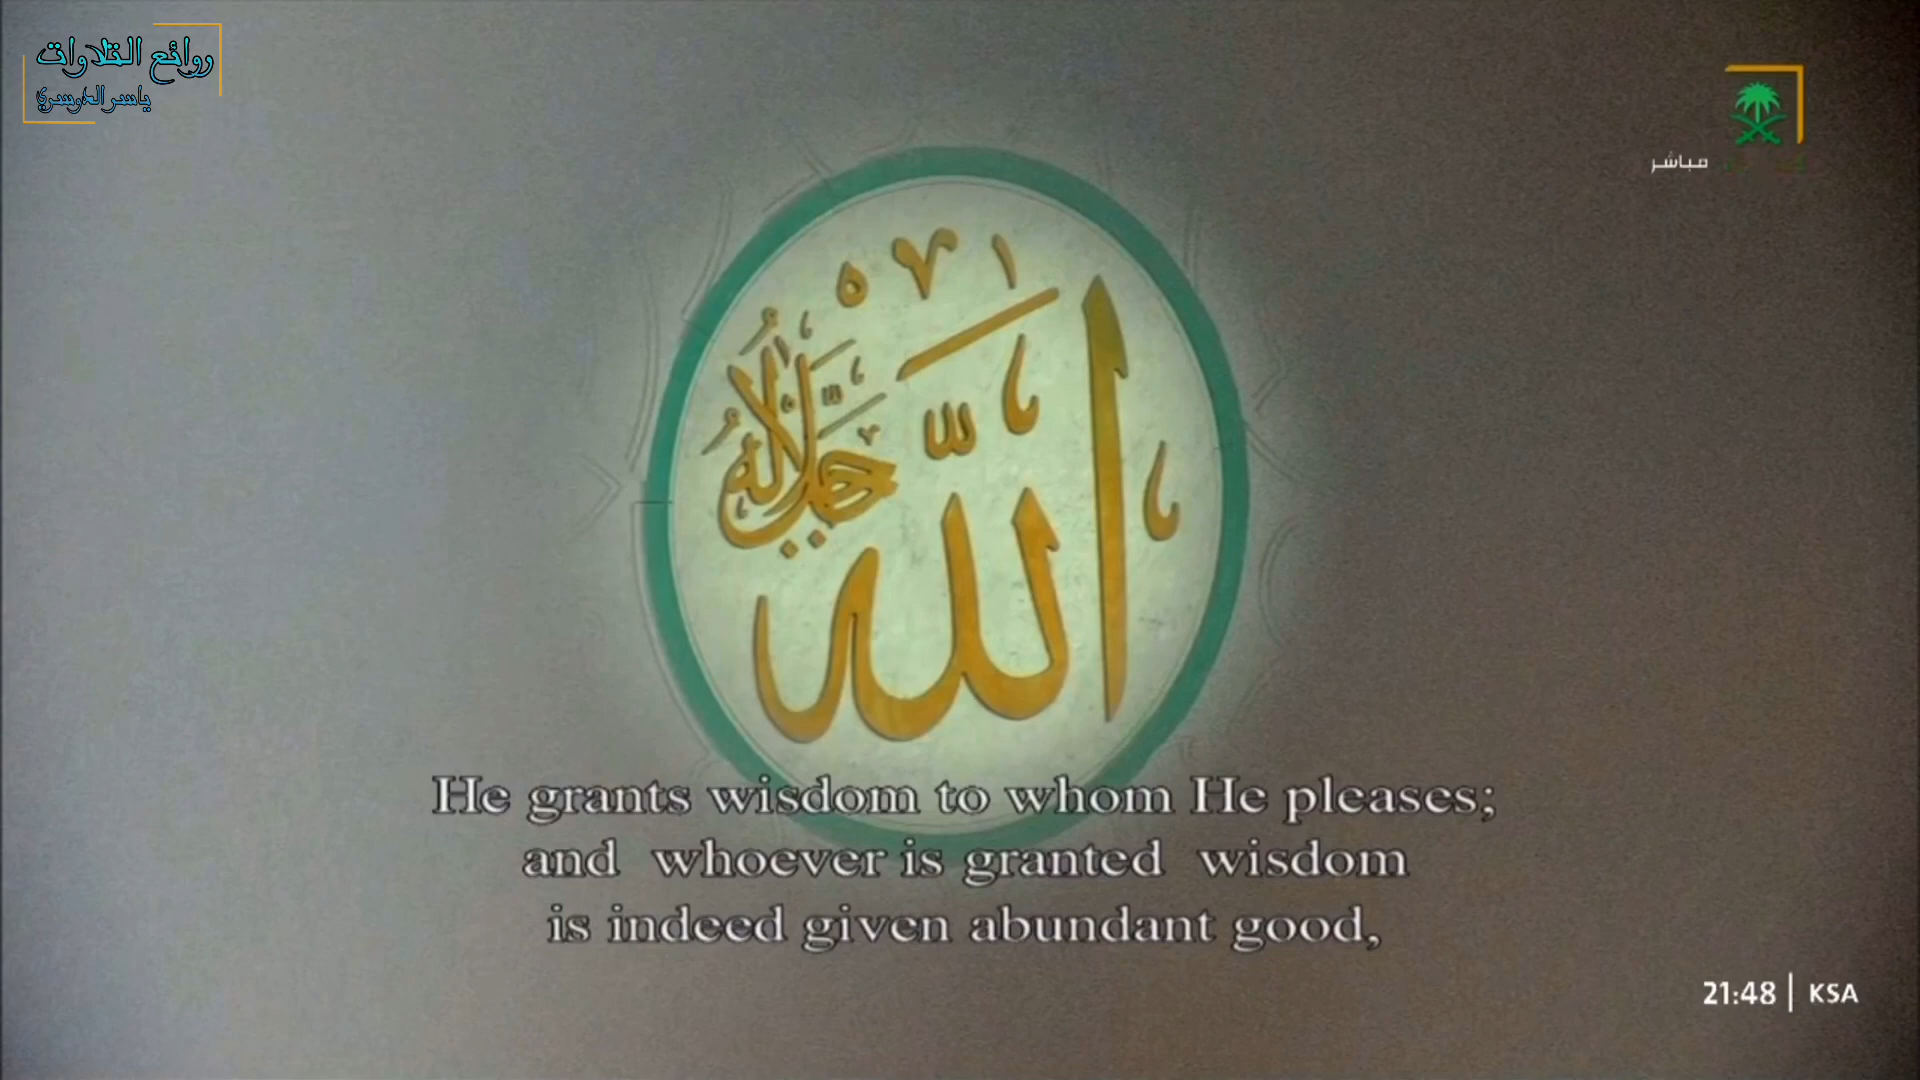 روائع التلاوات
ياسر الدوسري
مباشر
الله
جل جلاله
He grants wisdom to whom He pleases;
and whoever is granted wisdom
is indeed given abundant good,
21:48 | KSA